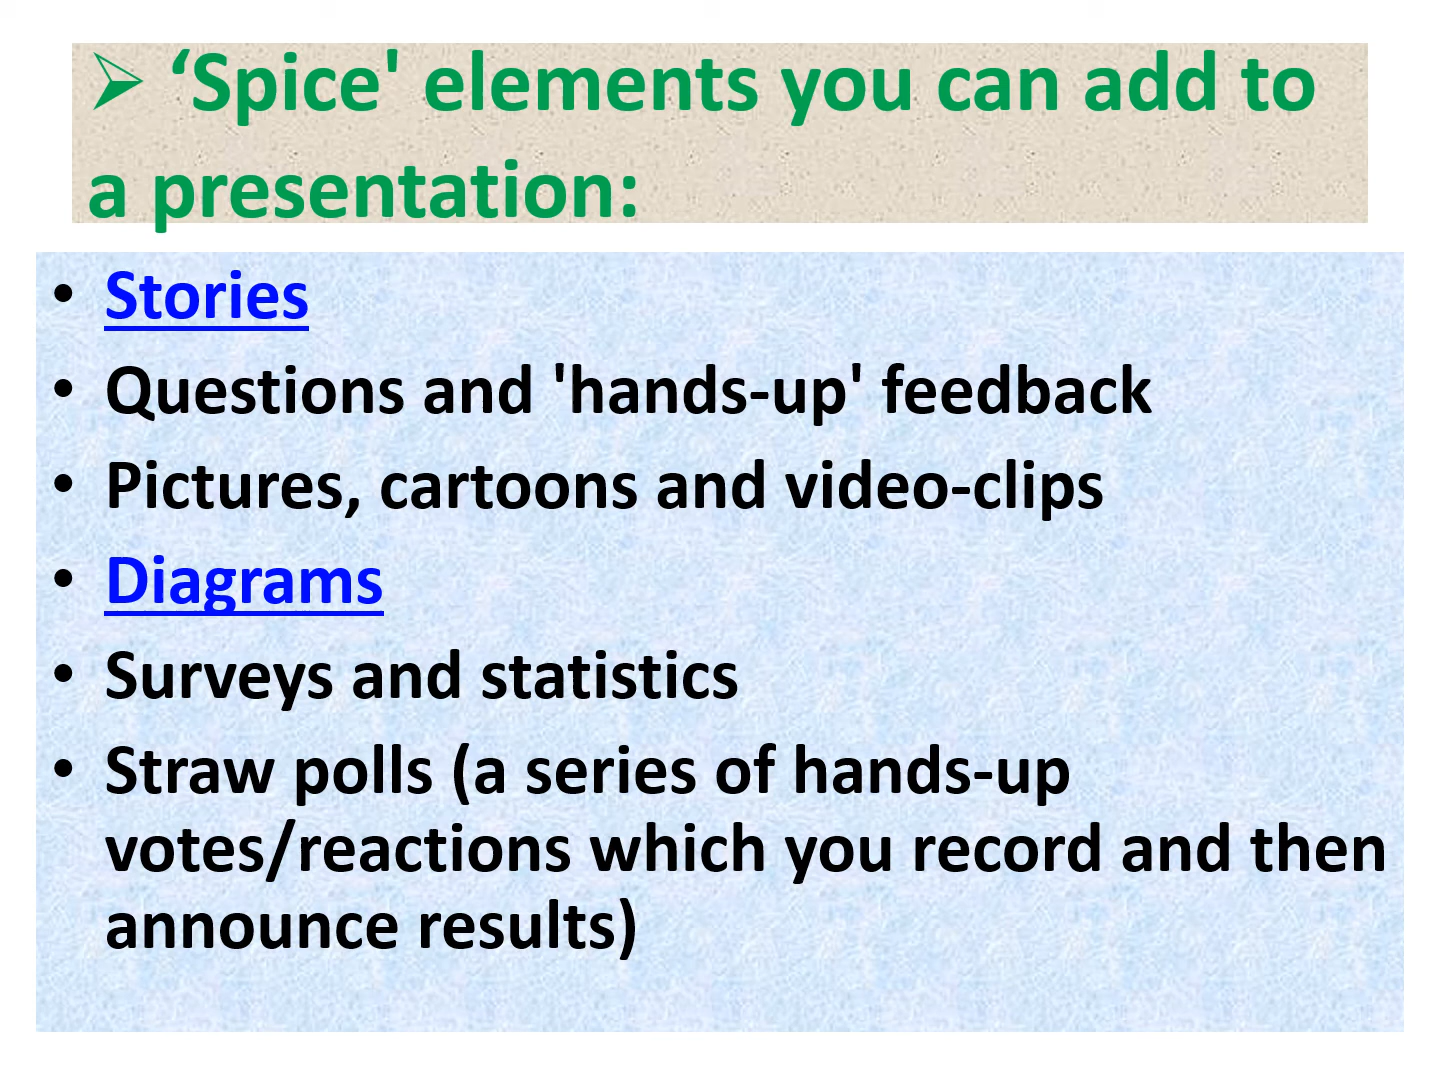 ➢ ‘Spice' elements you can add to
a presentation:
• Stories
• Questions and 'hands-up' feedback
• Pictures, cartoons and video-clips
• Diagrams
• Surveys and statistics
• Straw polls (a series of hands-up
votes/reactions which you record and then
announce results)